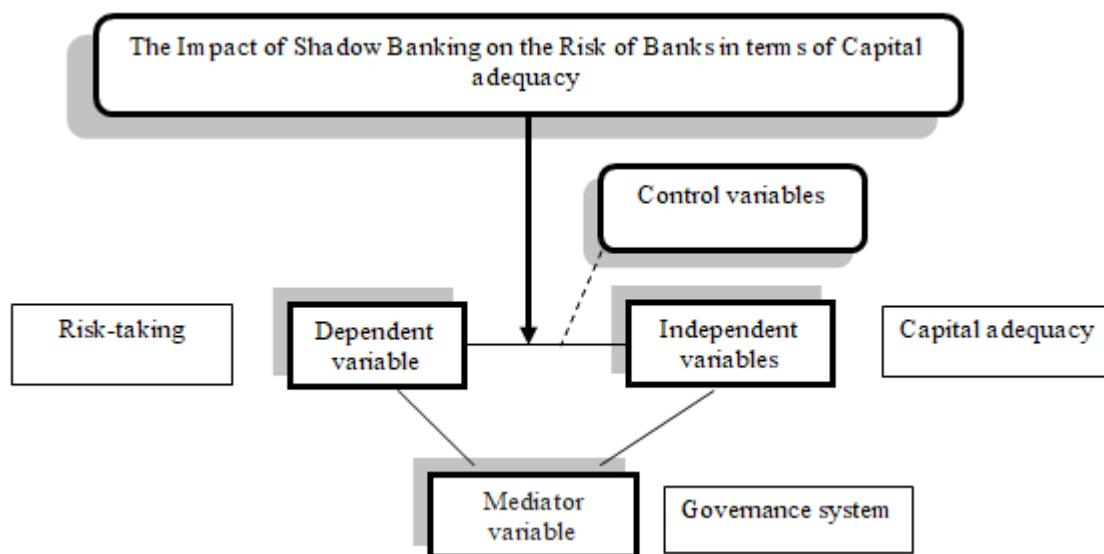 The Impact of Shadow Banking on the Risk of Banks in terms of Capital
adequacy
Control variables
Risk-taking
Dependent
variable
Independent
variables
Capital adequacy
Mediator
variable
Governance system